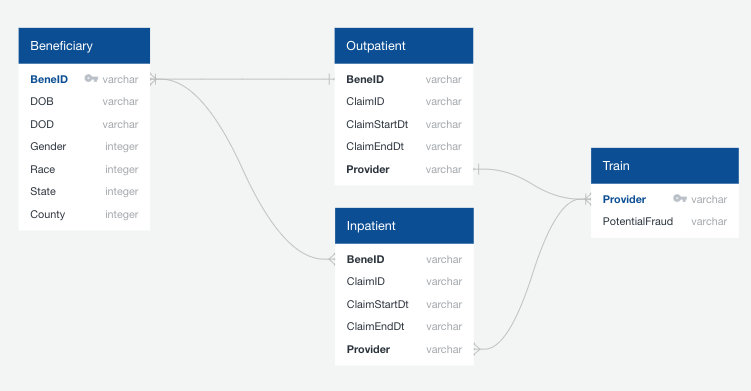 Beneficiary
BeneID varchar
DOB varchar
DOD varchar
Gender integer
Race integer
State integer
County integer
Outpatient
BeneID varchar
ClaimID varchar
ClaimStartDt varchar
ClaimEndDt varchar
Provider varchar
Inpatient
BeneID varchar
ClaimID varchar
ClaimStartDt varchar
ClaimEndDt varchar
Provider varchar
Train
Provider varchar
PotentialFraud varchar